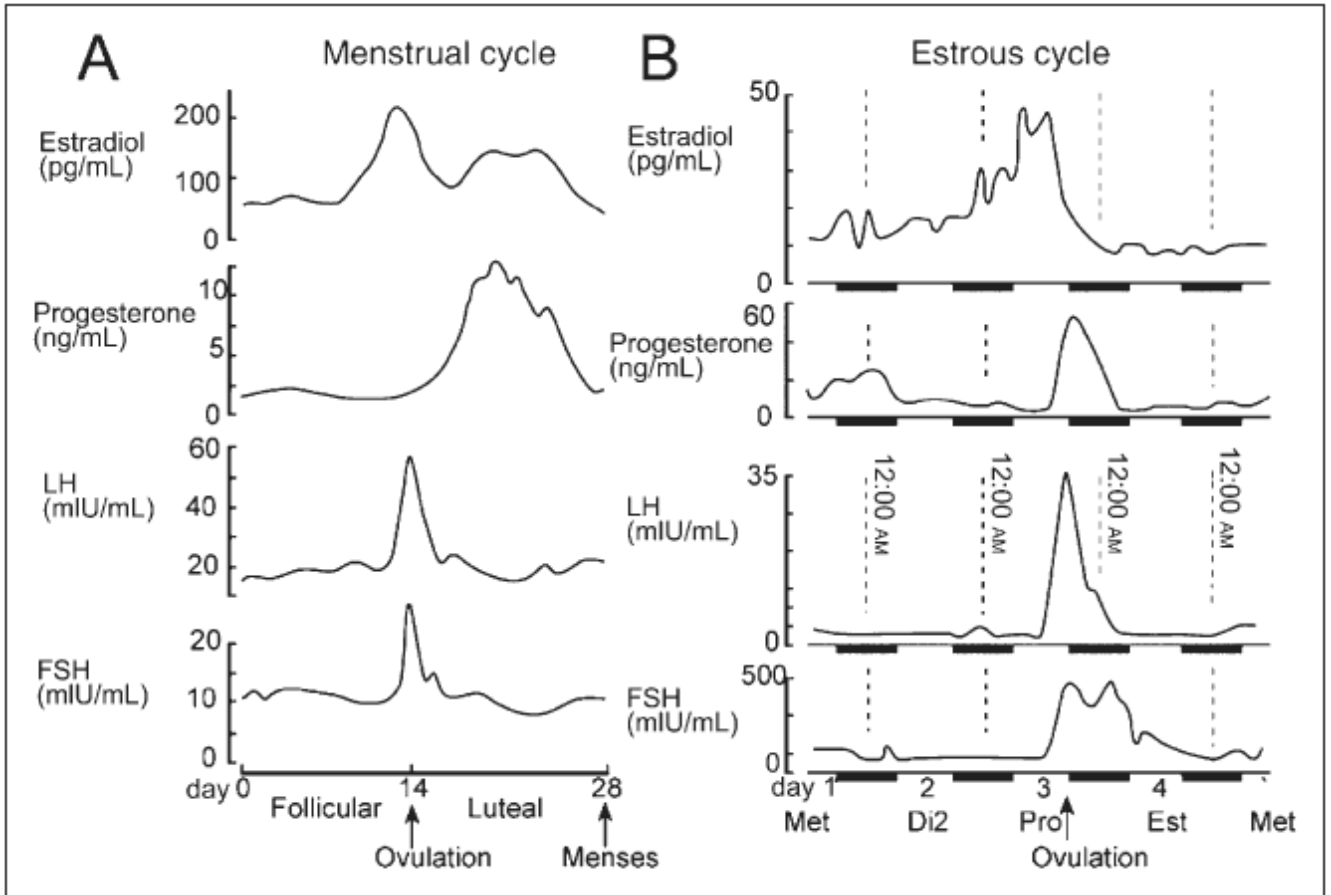 A
Menstrual cycle
Estradiol
(pg/mL)
200
100
0
Progesterone
(ng/mL)
10
5
0
LH
(mIU/mL)
60
40
20
FSH
(mIU/mL)
20
10
0
day 0
14
28
Follicular
Luteal
Ovulation
Menses
B
Estrous cycle
Estradiol
(pg/mL)
50
0
Progesterone
(ng/mL)
60
0
LH
(mIU/mL)
35
0
12:00 AM
12:00 AM
12:00 AM
12:00 AM
FSH
(mIU/mL)
500
0
day 1
2
3
4
Met
Di2
Pro
Est
Met
Ovulation